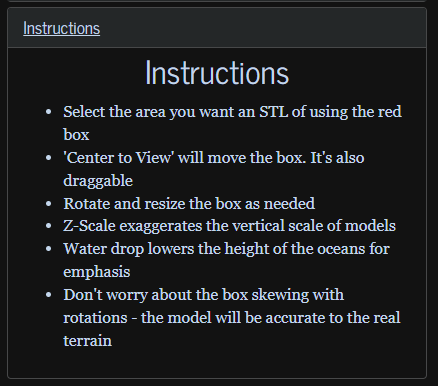 Instructions
Instructions
• Select the area you want an STL of using the red
box
• 'Center to View' will move the box. It's also
draggable
• Rotate and resize the box as needed
• Z-Scale exaggerates the vertical scale of models
• Water drop lowers the height of the oceans for
emphasis
• Don't worry about the box skewing with
rotations - the model will be accurate to the real
terrain